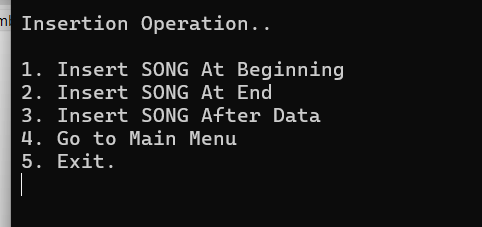 Insertion Operation..
1. Insert SONG At Beginning
2. Insert SONG At End
3. Insert SONG After Data
4. Go to Main Menu
5. Exit.